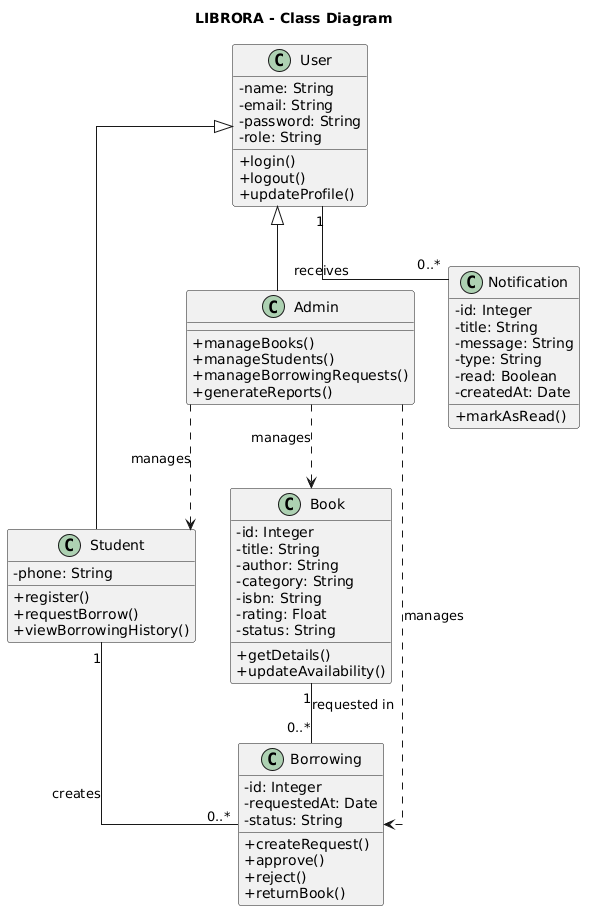 LIBRORA - Class Diagram
C User
-name: String
-email: String
-password: String
-role: String
+login()
+logout()
+updateProfile()
1
receives
0..*
C Notification
-id: Integer
-title: String
-message: String
-type: String
-read: Boolean
-createdAt: Date
+markAsRead()
C Admin
+manageBooks()
+manageStudents()
+manageBorrowingRequests()
+generateReports()
manages
manages
manages
C Student
-phone: String
+register()
+requestBorrow()
+viewBorrowingHistory()
C Book
-id: Integer
-title: String
-author: String
-category: String
-isbn: String
-rating: Float
-status: String
+getDetails()
+updateAvailability()
1
creates
0..*
1
requested in
0..*
C Borrowing
-id: Integer
-requestedAt: Date
-status: String
+createRequest()
+approve()
+reject()
+returnBook()